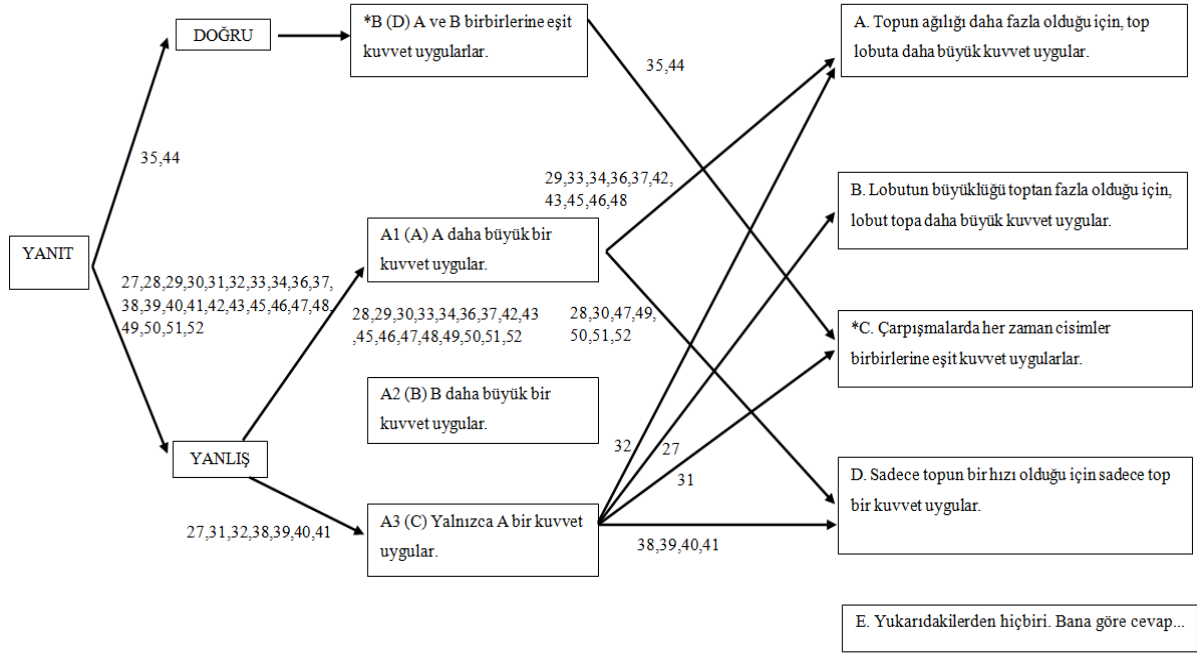 YANIT
DOĞRU
35,44
27,28,29,30,31,32,33,34,36,37,
38,39,40,41,42,43,45,46,47,48,
49,50,51,52
YANLIŞ
27,31,32,38,39,40,41
*B (D) A ve B birbirlerine eşit
kuvvet uygularlar.
A1 (A) A daha büyük bir
kuvvet uygular.
28,29,30,33,34,36,37,42,43
,45,46,47,48,49,50,51,52
A2 (B) B daha büyük bir
kuvvet uygular.
A3 (C) Yalnızca A bir kuvvet
uygular.
35,44
29,33,34,36,37,42,
43,45,46,48
28,30,47,49,
50,51,52
32
27
31
38,39,40,41
A. Topun ağılığı daha fazla olduğu için, top
lobuta daha büyük kuvvet uygular.
B. Lobutun büyüklüğü toptan fazla olduğu için,
lobut topa daha büyük kuvvet uygular.
*C. Çarpışmalarda her zaman cisimler
birbirlerine eşit kuvvet uygularlar.
D. Sadece topun bir hızı olduğu için sadece top
bir kuvvet uygular.
E. Yukarıdakilerden hiçbiri. Bana göre cevap...